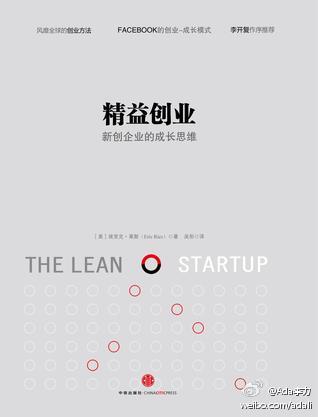 风靡全球的创业方法 FACEBOOK的创业-成长模式 李开复作序推荐
精益创业
新创企业的成长思维
［美］埃里克·莱斯（Eric Ries）◎著 吴彤◎译
THE LEAN STARTUP
中信出版社·CHINACITICPRESS
@Ada李力
weibo.com/adali